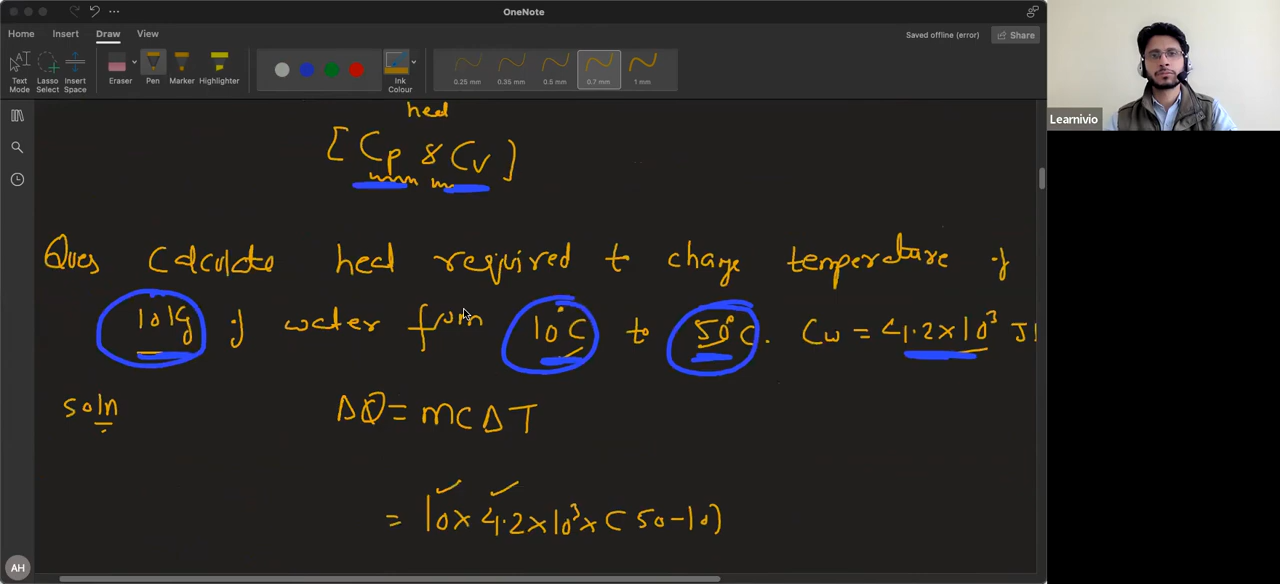 OneNote
Home Insert Draw View
Saved offline (error) Share
Text Mode Lasso Select Insert Space Eraser Pen Marker Highlighter Ink Colour 0.25 mm 0.35 mm 0.5 mm 0.7 mm 1 mm
Learnivio
heat
[Cp & Cv]
Ques Calculate heat required to change temperature of
10 kg of water from 10°C to 50°C. Cw = 4.2×10³ J
soln ΔQ = mCΔT
= 10× 4.2×10³×(50-10)
AH